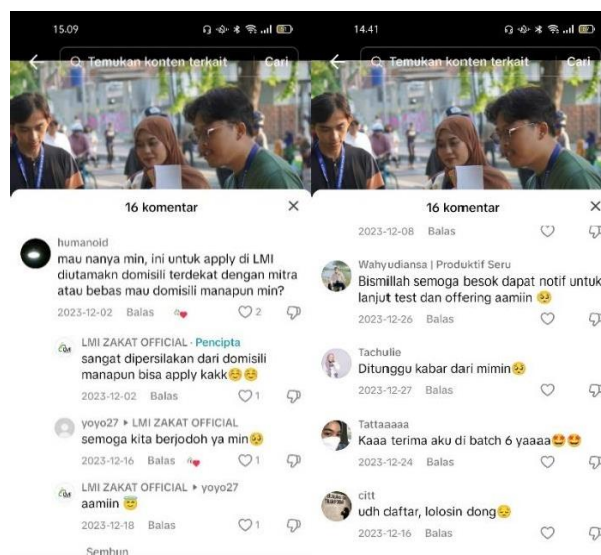 15.09
Temukan konten terkait
Cari
16 komentar
humanoid
mau nanya min, ini untuk apply di LMI
diutamakn domisili terdekat dengan mitra
atau bebas mau domisili manapun min?
2023-12-02 Balas
2
LMI ZAKAT OFFICIAL · Pencipta
sangat dipersilakan dari domisili
manapun bisa apply kakk☺️☺️
2023-12-02 Balas
1
yoyo27 ▸ LMI ZAKAT OFFICIAL
semoga kita berjodoh ya min🥺
2023-12-16 Balas
1
LMI ZAKAT OFFICIAL ▸ yoyo27
aamiin 😇
2023-12-18 Balas
1
Sembun
14.41
Temukan konten terkait
Cari
16 komentar
2023-12-08 Balas
Wahyudiansa | Produktif Seru
Bismillah semoga besok dapat notif untuk
lanjut test dan offering aamiin 🥺
2023-12-26 Balas
Tachulie
Ditunggu kabar dari mimin🥺
2023-12-27 Balas
Tattaaaaa
Kaaa terima aku di batch 6 yaaaa🤩🤩
2023-12-24 Balas
citt
udh daftar, lolosin dong😔
2023-12-16 Balas